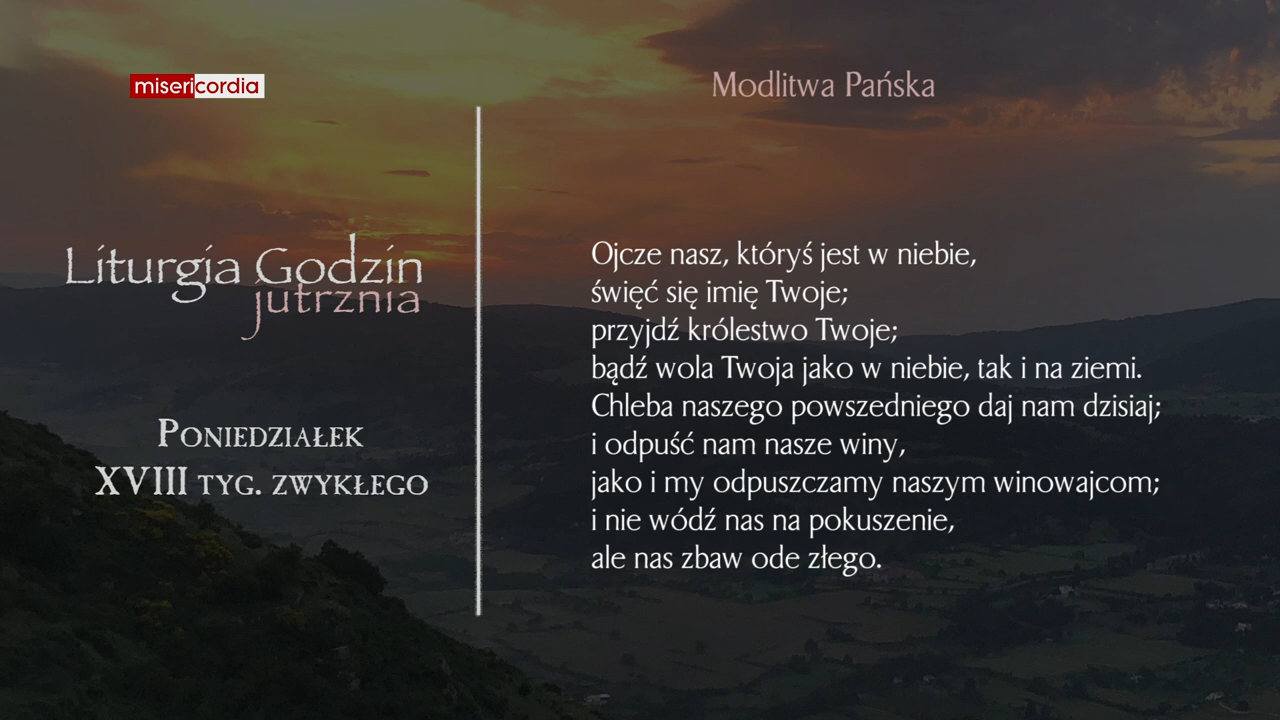 misericordia
Liturgia Godzin
jutrznia
Poniedziałek
XVIII tyg. zwykłego
Modlitwa Pańska
Ojcze nasz, któryś jest w niebie,
święć się imię Twoje;
przyjdź królestwo Twoje;
bądź wola Twoja jako w niebie, tak i na ziemi.
Chleba naszego powszedniego daj nam dzisiaj;
i odpuść nam nasze winy,
jako i my odpuszczamy naszym winowajcom;
i nie wódź nas na pokuszenie,
ale nas zbaw ode złego.